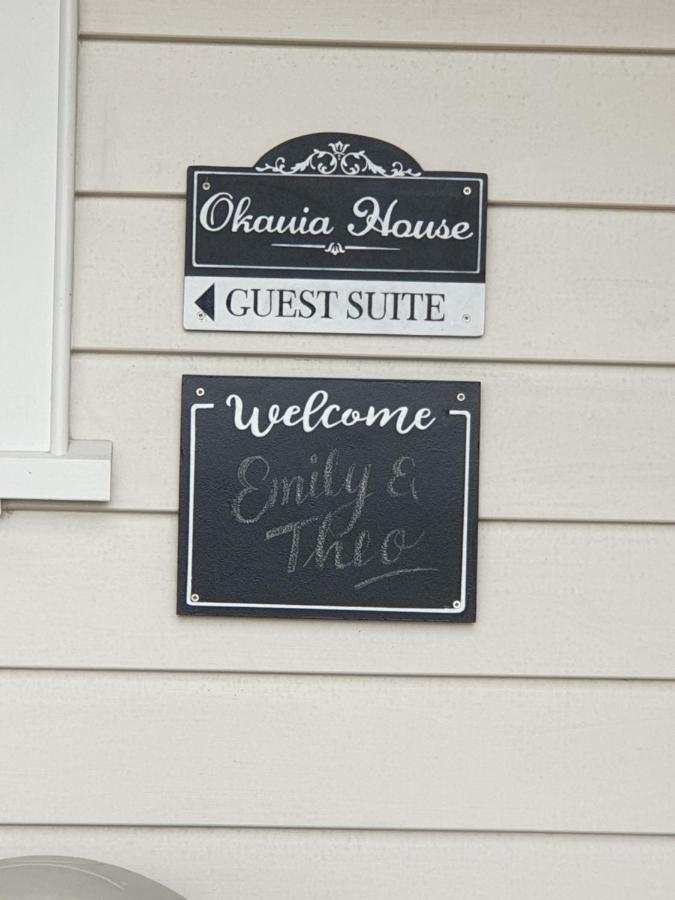 Okauia House
GUEST SUITE
Welcome
Emily &
Theo